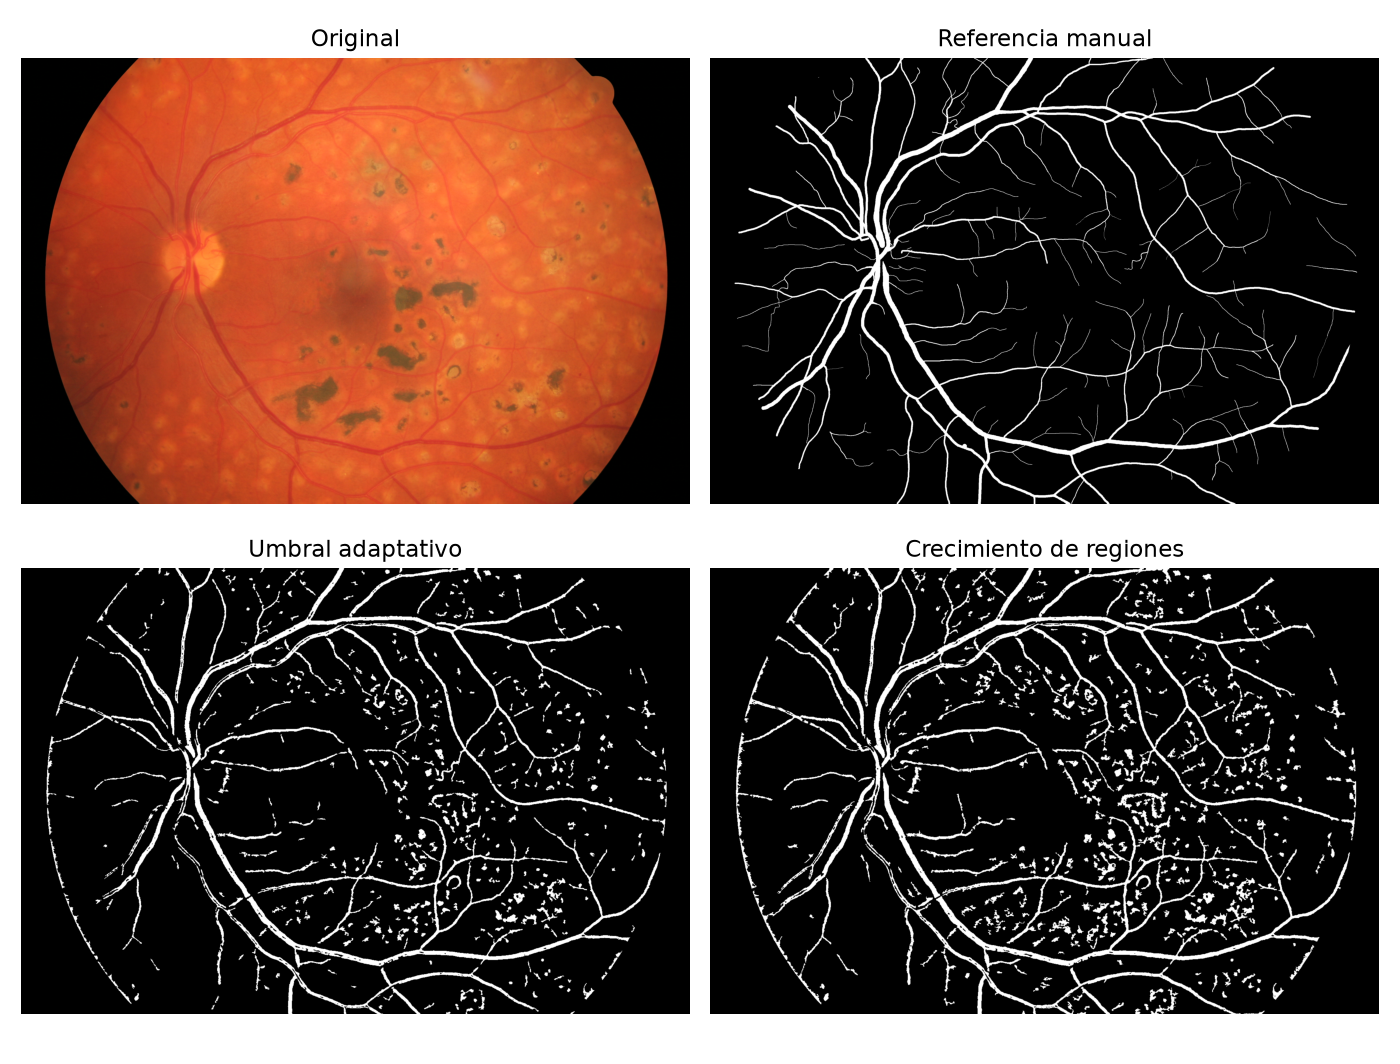 Original
Referencia manual
Umbral adaptativo
Crecimiento de regiones